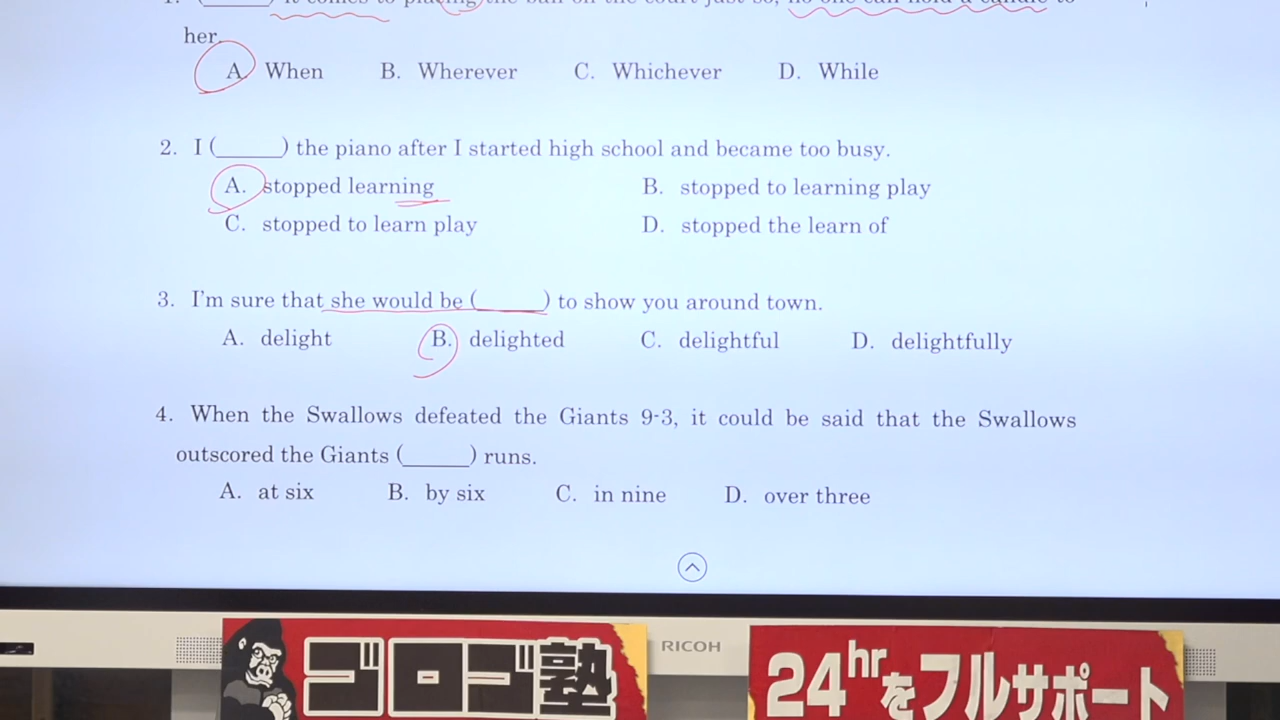 her.
A. When B. Wherever C. Whichever D. While
2. I (_____) the piano after I started high school and became too busy.
A. stopped learning B. stopped to learning play
C. stopped to learn play D. stopped the learn of
3. I'm sure that she would be (_____) to show you around town.
A. delight B. delighted C. delightful D. delightfully
4. When the Swallows defeated the Giants 9-3, it could be said that the Swallows
outscored the Giants (_____) runs.
A. at six B. by six C. in nine D. over three
RICOH
ゴロゴ塾
24hrをフルサポート